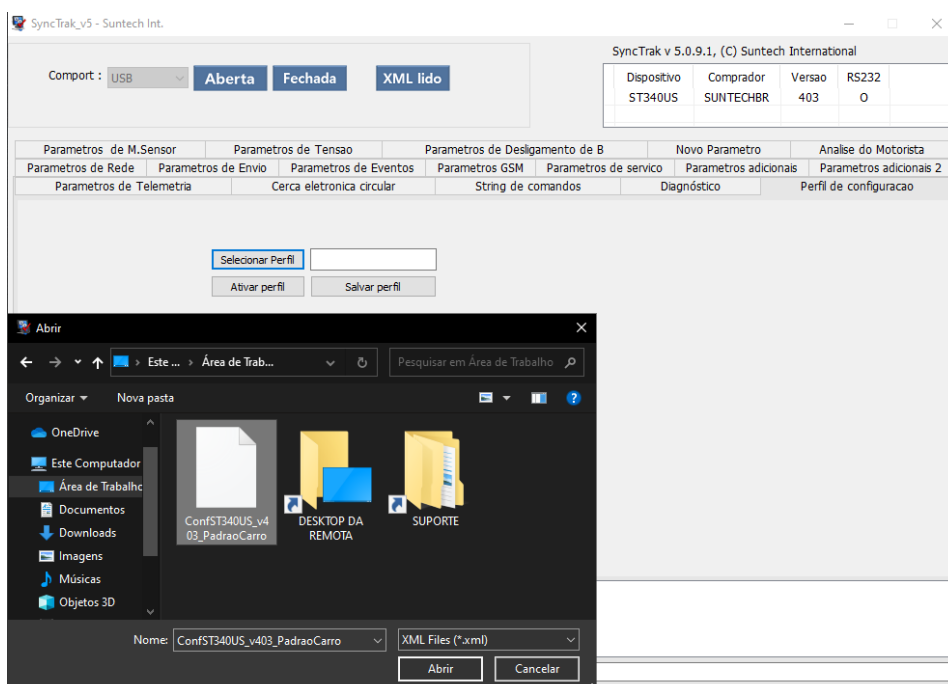 SyncTrak_v5 - Suntech Int.
SyncTrak v 5.0.9.1, (C) Suntech International
Comport : USB Aberta Fechada XML lido
Dispositivo Comprador Versao RS232
ST340US SUNTECHBR 403 O
Parametros de M.Sensor Parametros de Tensao Parametros de Desligamento de B Novo Parametro Analise do Motorista
Parametros de Rede Parametros de Envio Parametros de Eventos Parametros GSM Parametros de servico Parametros adicionais Parametros adicionais 2
Parametros de Telemetria Cerca eletronica circular String de comandos Diagnóstico Perfil de configuracao
Selecionar Perfil
Ativar perfil Salvar perfil
Abrir
Este ... › Área de Trab... Pesquisar em Área de Trabalho
Organizar Nova pasta
OneDrive
Este Computador
Área de Trabalho
Documentos
Downloads
Imagens
Músicas
Objetos 3D
ConfST340US_v4
03_PadraoCarro
DESKTOP DA
REMOTA
SUPORTE
Nome: ConfST340US_v403_PadraoCarro XML Files (*.xml)
Abrir Cancelar